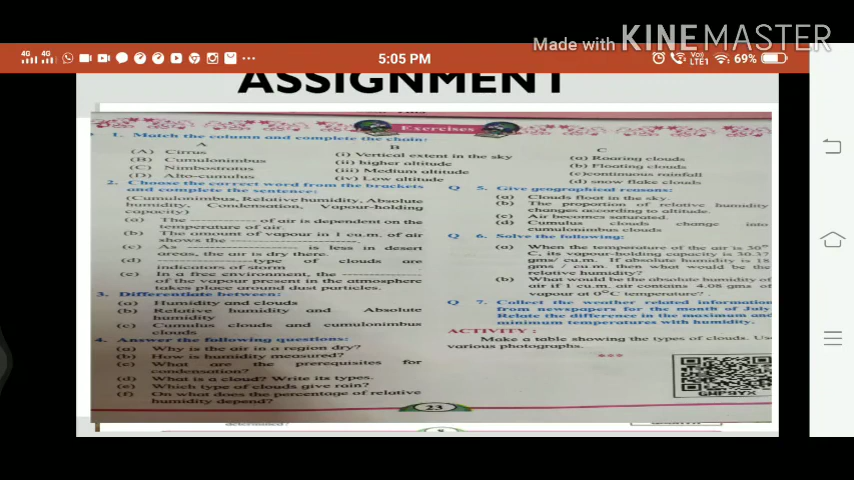 Made with KINEMASTER
4G 4G 5:05 PM Vo) LTE1 69%
ASSIGNMENT
Exercises
1. Match the column and complete the chain:
A B C
(A) Cirrus (i) Vertical extent in the sky (a) Roaring clouds
(B) Cumulonimbus (ii) higher altitude (b) Floating clouds
(C) Nimbostratus (iii) Medium altitude (c)continuous rainfall
(D) Alto-cumulus (iv) Low altitude (d) snow flake clouds
2. Choose the correct word from the brackets
and complete the sentence:
(Cumulonimbus, Relative humidity, Absolute
humidity, Condensation, Vapour-holding
capacity)
(a) The ---------------- of air is dependent on the
temperature of air.
(b) The amount of vapour in 1 cu.m. of air
shows the ----------------
(c) As ---------------- is less in desert
areas, the air is dry there.
(d) ----------------type of clouds are
indicators of storm
(e) In a free environment, the ----------------
of the vapour present in the atmosphere
takes place around dust particles.
3. Differentiate between:
(a) Humidity and clouds
(b) Relative humidity and Absolute
humidity
(c) Cumulus clouds and cumulonimbus
clouds
4. Answer the following questions:
(a) Why is the air in a region dry?
(b) How is humidity measured?
(c) What are the prerequisites for
condensation?
(d) What is a cloud? Write its types.
(e) Which type of clouds give rain?
(f) On what does the percentage of relative
humidity depend?
Q 5. Give geographical reasons:
(a) Clouds float in the sky.
(b) The proportion of relative humidity
changes according to altitude.
(c) Air becomes saturated.
(d) Cumulus clouds change into
cumulonimbus clouds
Q 6. Solve the following:
(a) When the temperature of the air is 30°
C, its vapour-holding capacity is 30.37
gms/ cu.m. If absolute humidity is 18
gms / cu.m. then what would be the
relative humidity?
(b) What would be the absolute humidity of
air if 1 cu.m. air contains 4.08 gms of
vapour at 0°C temperature? .
Q 7. Collect the weather related information
from newspapers for the month of July.
Relate the difference in the maximum and
minimum temperatures with humidity.
ACTIVITY :
Make a table showing the types of clouds. Use
various photographs.
***
GMP9YX
23
determined?